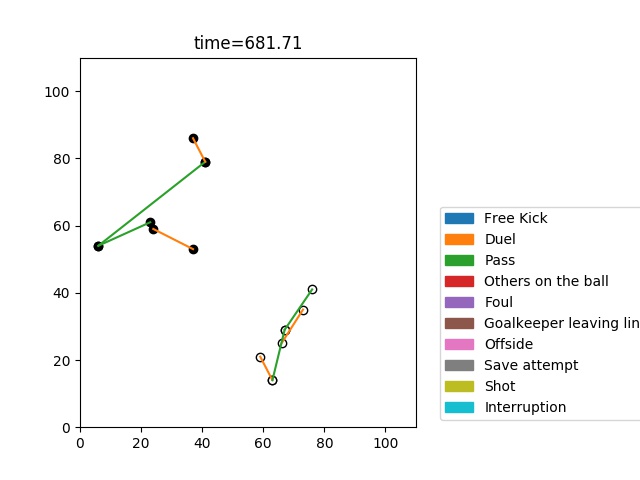 time=681.71
100
80
60
40
20
0
0 20 40 60 80 100
Free Kick
Duel
Pass
Others on the ball
Foul
Goalkeeper leaving lin
Offside
Save attempt
Shot
Interruption